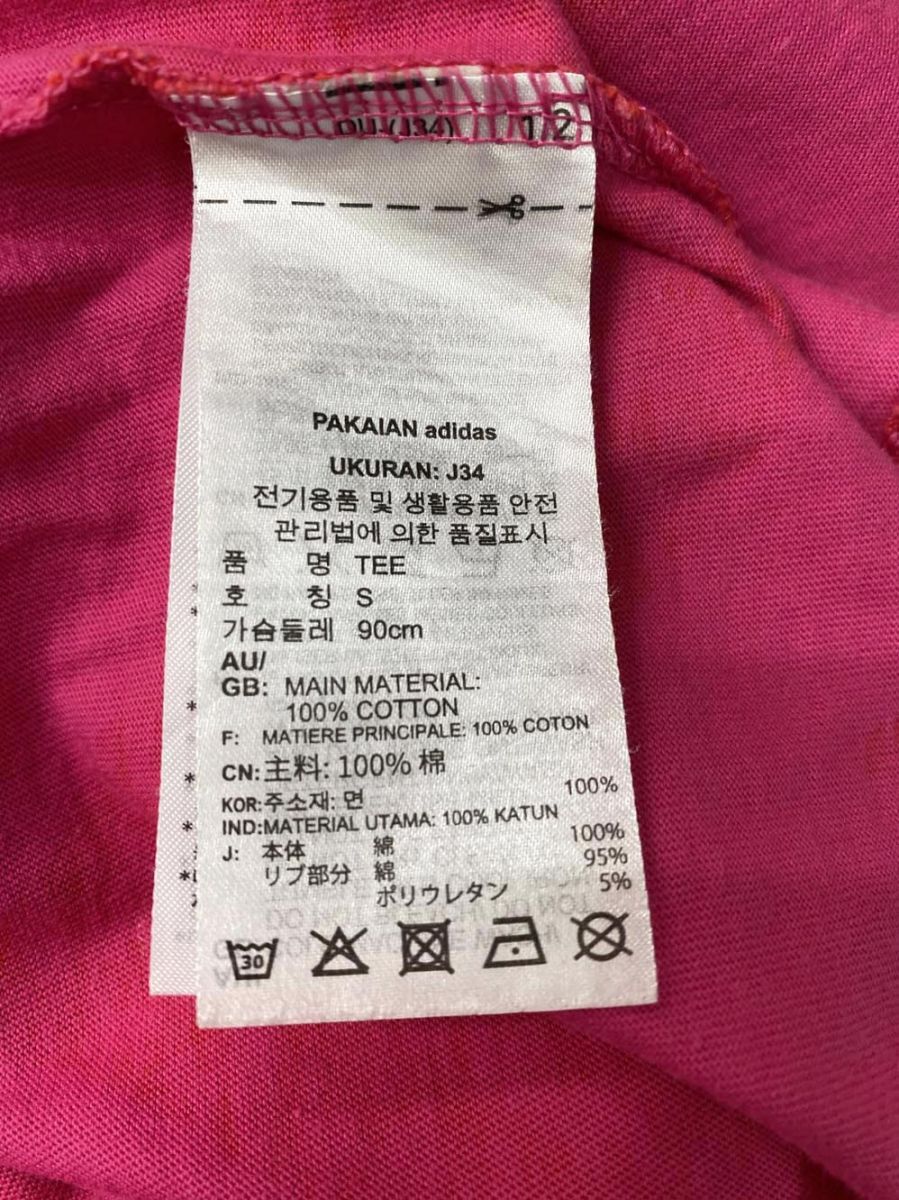 DU-(J34) 12
PAKAIAN adidas
UKURAN: J34
전기용품 및 생활용품 안전
관리법에 의한 품질표시
품 명 TEE
호 칭 S
가슴둘레 90cm
AU/
GB: MAIN MATERIAL:
100% COTTON
F: MATIERE PRINCIPALE: 100% COTON
CN:主料: 100% 棉
KOR:주소재: 면 100%
IND:MATERIAL UTAMA: 100% KATUN
J: 本体 綿 100%
リブ部分 綿 95%
ポリウレタン 5%
30